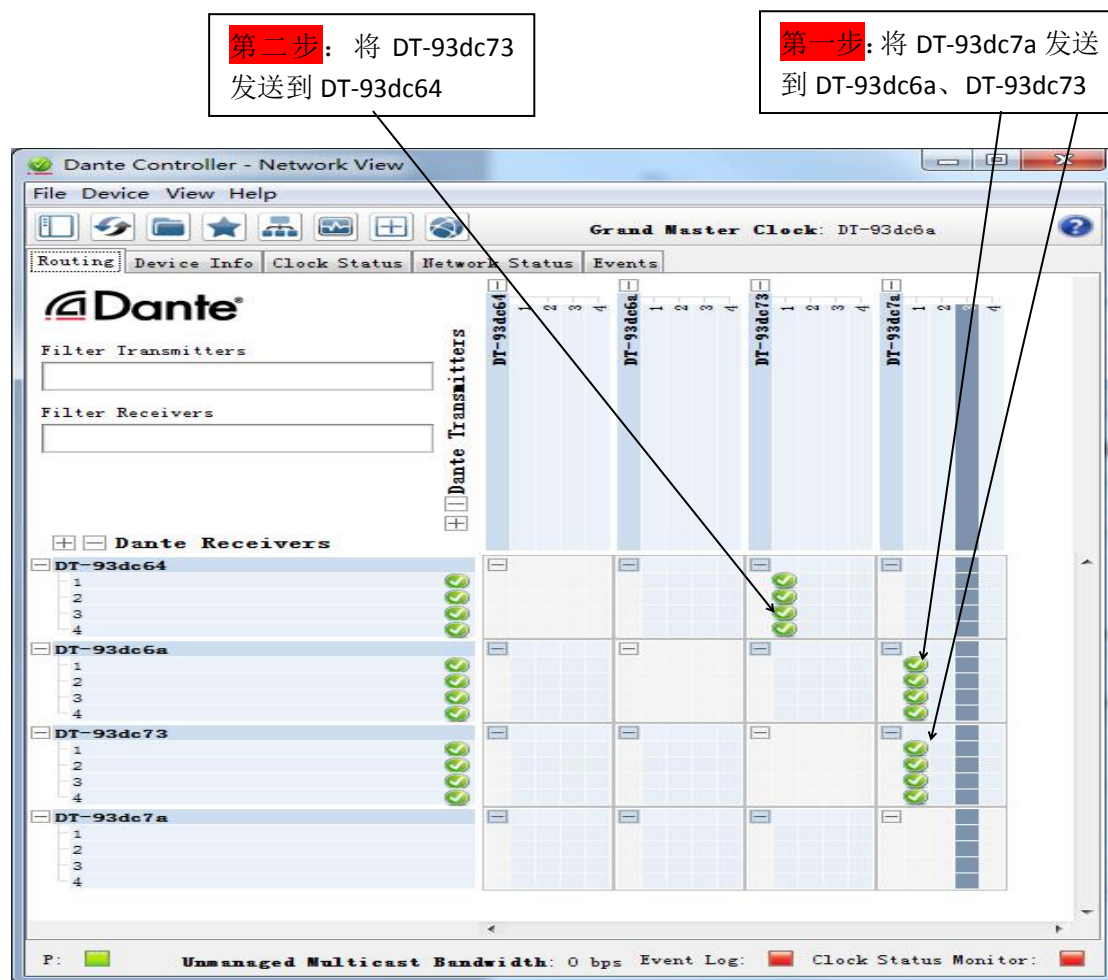 第二步：将 DT-93dc73
发送到 DT-93dc64
第一步：将 DT-93dc7a 发送
到 DT-93dc6a、DT-93dc73
Dante Controller - Network View
File Device View Help
Grand Master Clock: DT-93dc6a
Routing Device Info Clock Status Network Status Events
Dante
Filter Transmitters
Filter Receivers
Dante Transmitters
DT-93dc64 1 2 3 4
DT-93dc6a 1 2 3 4
DT-93dc73 1 2 3 4
DT-93dc7a 1 2 3 4
Dante Receivers
DT-93dc64
1
2
3
4
DT-93dc6a
1
2
3
4
DT-93dc73
1
2
3
4
DT-93dc7a
1
2
3
4
P: Unmanaged Multicast Bandwidth: 0 bps Event Log: Clock Status Monitor: